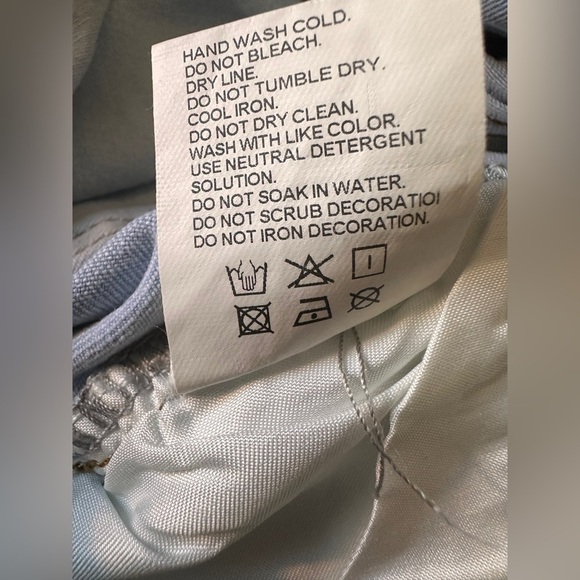 HAND WASH COLD.
DO NOT BLEACH.
DRY LINE.
DO NOT TUMBLE DRY.
COOL IRON.
DO NOT DRY CLEAN.
WASH WITH LIKE COLOR.
USE NEUTRAL DETERGENT
SOLUTION.
DO NOT SOAK IN WATER.
DO NOT SCRUB DECORATIO
DO NOT IRON DECORATION.